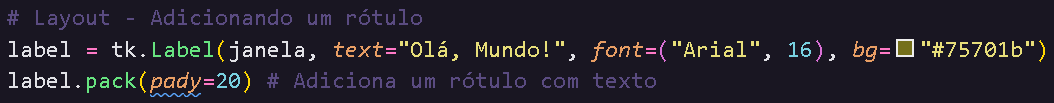 # Layout - Adicionando um rótulo
label = tk.Label(janela, text="Olá, Mundo!", font=("Arial", 16), bg="#75701b")
label.pack(pady=20) # Adiciona um rótulo com texto